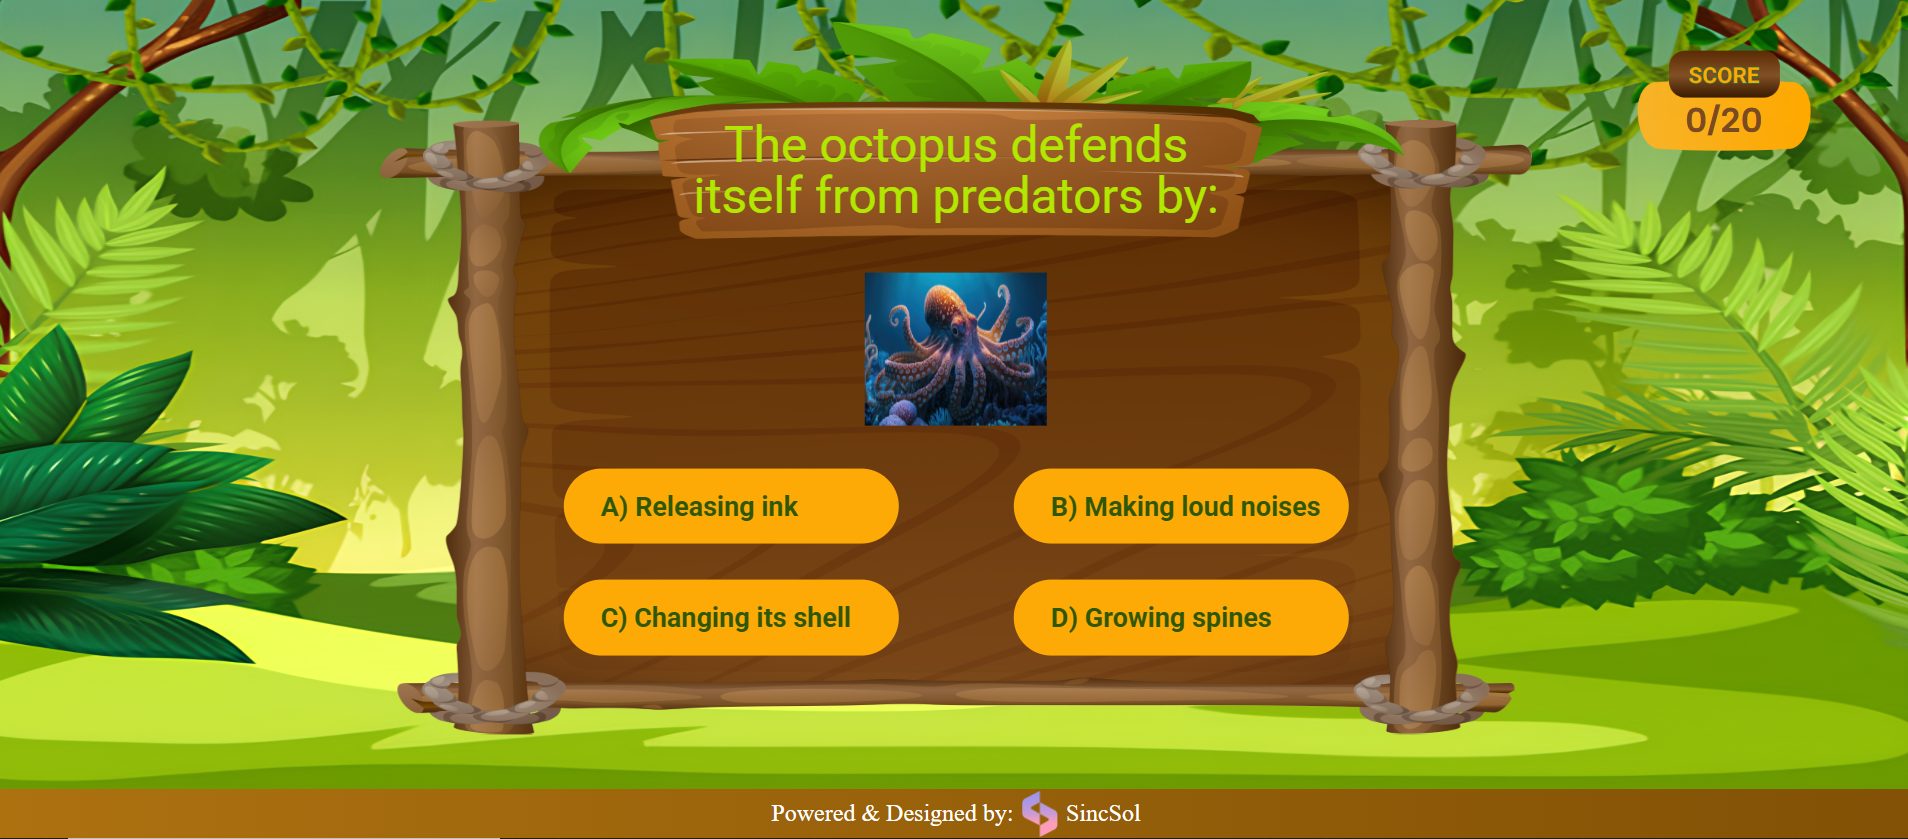 SCORE
0/20
The octopus defends
itself from predators by:
A) Releasing ink
B) Making loud noises
C) Changing its shell
D) Growing spines
Powered & Designed by: SincSol